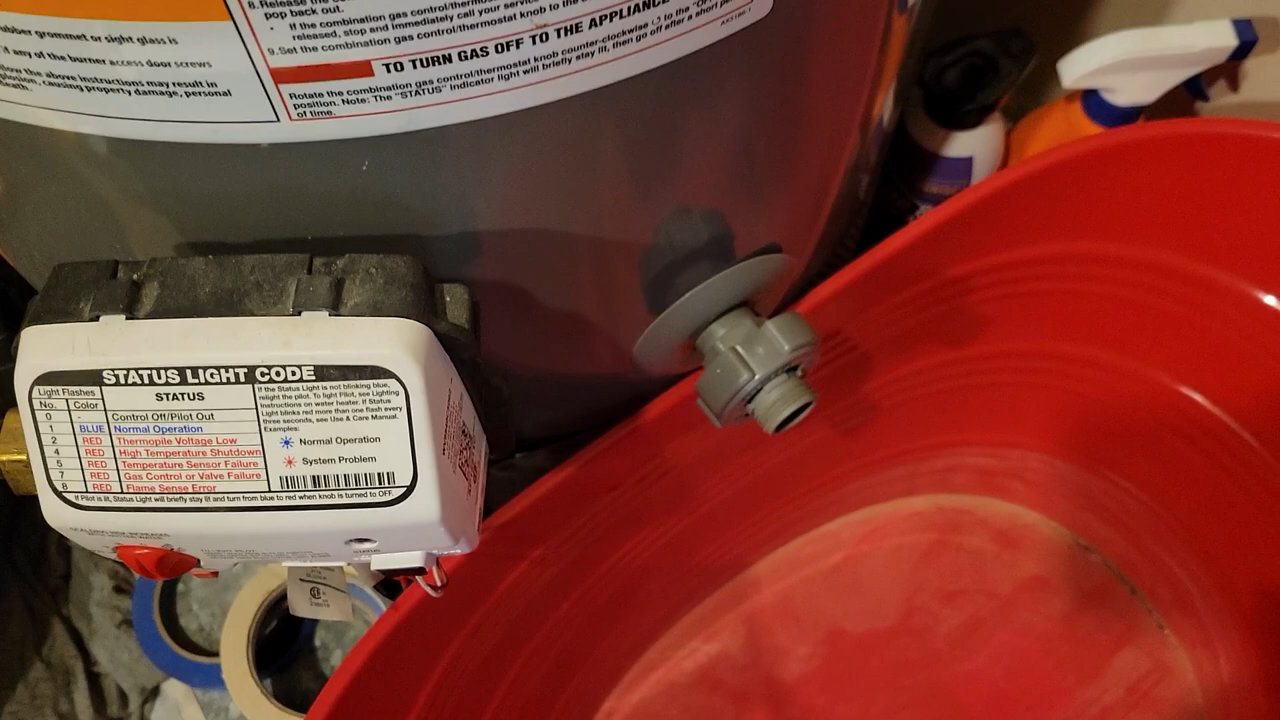 8.Release the
pop back out.
If the combination gas control/thermost
released, stop and immediately call your service
9.Set the combination gas control/thermostat knob to the
TO TURN GAS OFF TO THE APPLIANCE
Rotate the combination gas control/thermostat knob counter-clockwise to the "OFF
position. Note: The "STATUS" indicator light will briefly stay lit, then go off after a short
of time.
rubber grommet or sight glass is
if any of the burner access door screws
the above instructions may result in
explosion, causing property damage, personal
death.
STATUS LIGHT CODE
Light Flashes
No. Color STATUS
0 - Control Off/Pilot Out
1 BLUE Normal Operation
2 RED Thermopile Voltage Low
4 RED High Temperature Shutdown
5 RED Temperature Sensor Failure
7 RED Gas Control or Valve Failure
8 RED Flame Sense Error
If the Status Light is not blinking blue,
relight the pilot. To light Pilot, see Lighting
Instructions on water heater. If Status
Light blinks red more than one flash every
three seconds, see Use & Care Manual.
Examples:
Normal Operation
System Problem
If Pilot is lit, Status Light will briefly stay lit and turn from blue to red when knob is turned to OFF.
STATUS